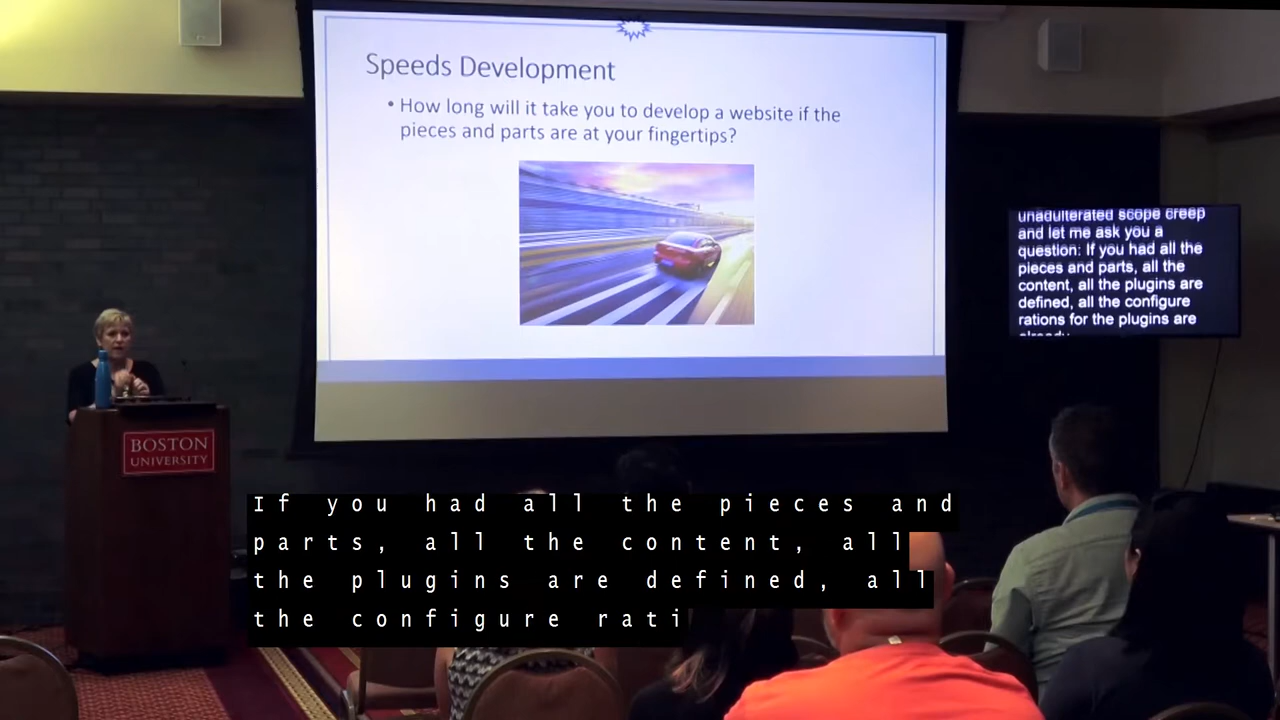 Speeds Development
• How long will it take you to develop a website if the
pieces and parts are at your fingertips?
unadulterated scope creep
and let me ask you a
question: If you had all the
pieces and parts, all the
content, all the plugins are
defined, all the configure
rations for the plugins are
already
BOSTON
UNIVERSITY
If you had all the pieces and
parts, all the content, all
the plugins are defined, all
the configure rati